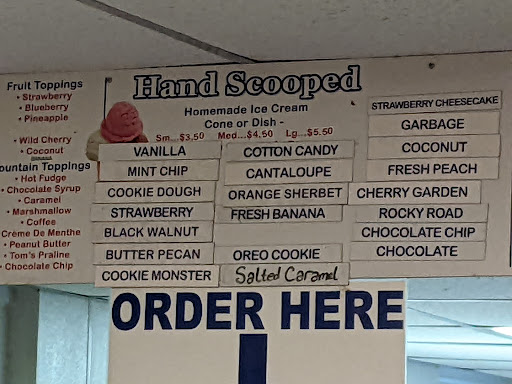 Hand Scooped
Homemade Ice Cream
Cone or Dish -
Sm...$3.50 Med...$4.50 Lg...$5.50
Fruit Toppings
• Strawberry
• Blueberry
• Pineapple
• Wild Cherry
• Coconut
ountain Toppings
• Hot Fudge
• Chocolate Syrup
• Caramel
• Marshmallow
• Coffee
Crème De Menthe
• Peanut Butter
• Tom's Praline
• Chocolate Chip
VANILLA
MINT CHIP
COOKIE DOUGH
STRAWBERRY
BLACK WALNUT
BUTTER PECAN
COOKIE MONSTER
COTTON CANDY
CANTALOUPE
ORANGE SHERBET
FRESH BANANA
OREO COOKIE
Salted Caramel
STRAWBERRY CHEESECAKE
GARBAGE
COCONUT
FRESH PEACH
CHERRY GARDEN
ROCKY ROAD
CHOCOLATE CHIP
CHOCOLATE
ORDER HERE